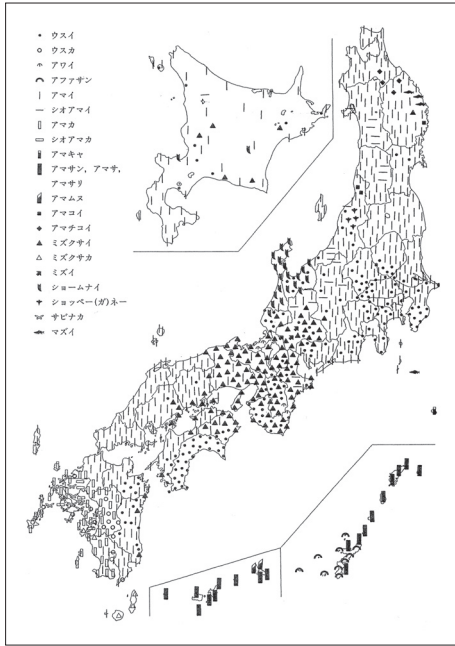 ウスイ
ウスカ
アワイ
アファサン
アマイ
シオアマイ
アマカ
シオアマカ
アマキャ
アマサン，アマサ，
アマサリ
アマムヌ
アマコイ
アマチコイ
ミズクサイ
ミズクサカ
ミズイ
ショームナイ
ショッペー(ガ)ネー
サビナカ
マズイ